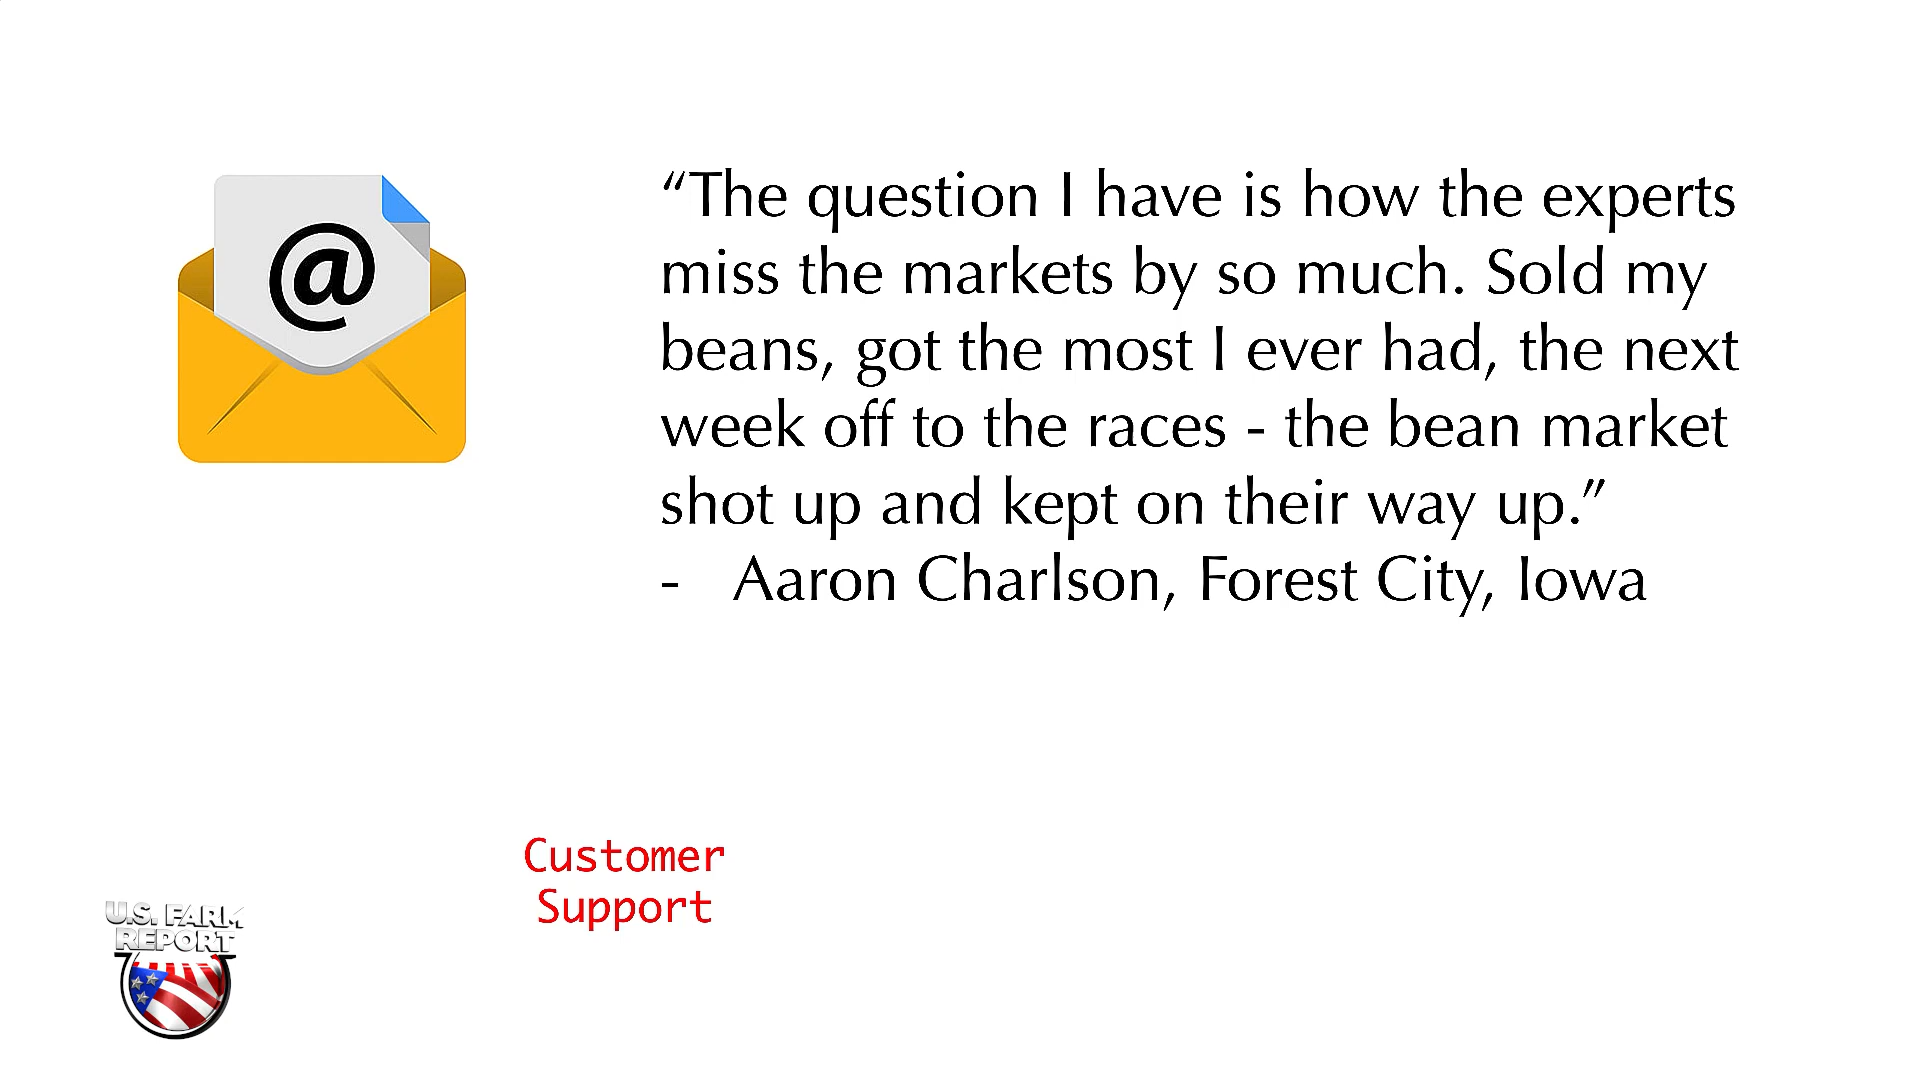 @
“The question I have is how the experts
miss the markets by so much. Sold my
beans, got the most I ever had, the next
week off to the races - the bean market
shot up and kept on their way up.”
- Aaron Charlson, Forest City, Iowa
Customer
Support
U.S. FARM
REPORT